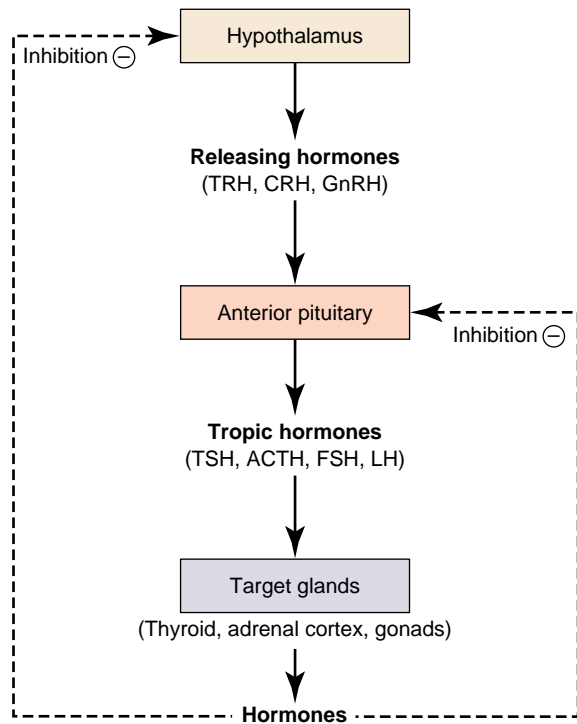 Hypothalamus
Inhibition −
Releasing hormones
(TRH, CRH, GnRH)
Anterior pituitary
Inhibition −
Tropic hormones
(TSH, ACTH, FSH, LH)
Target glands
(Thyroid, adrenal cortex, gonads)
Hormones